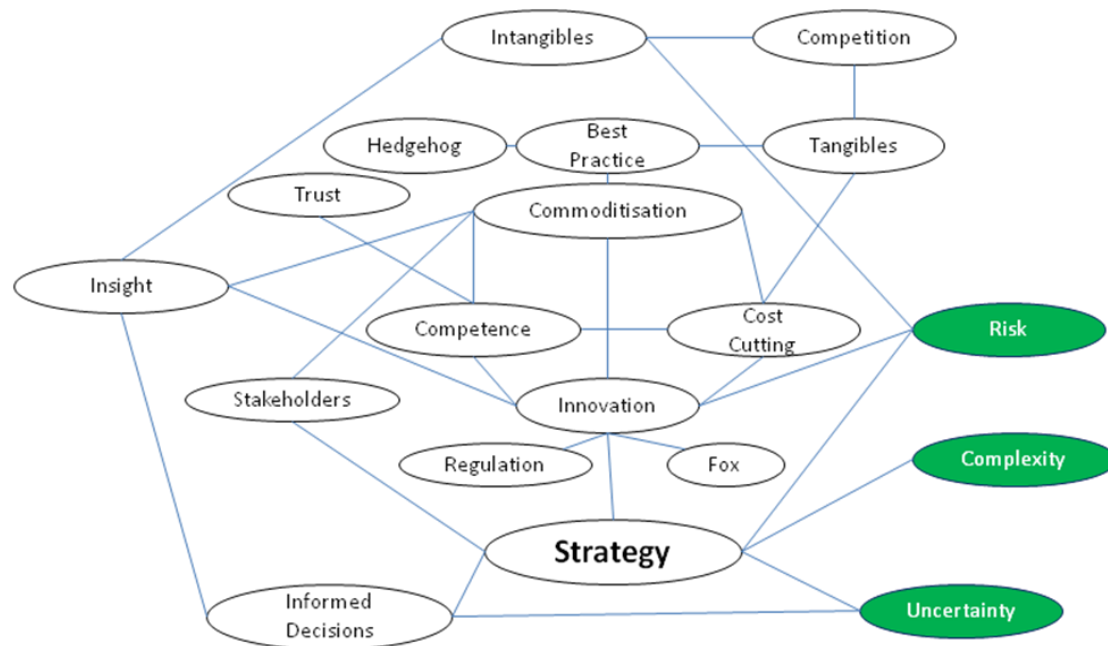 Intangibles
Competition
Hedgehog
Best
Practice
Tangibles
Trust
Commoditisation
Insight
Competence
Cost
Cutting
Risk
Stakeholders
Innovation
Regulation
Fox
Complexity
Strategy
Informed
Decisions
Uncertainty